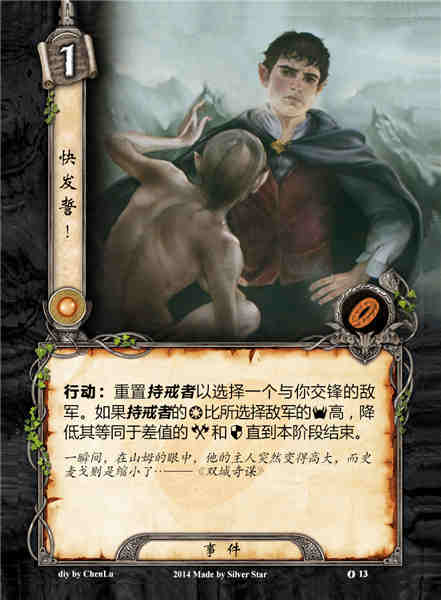 1
快发誓！
行动：重置持戒者以选择一个与你交锋的敌
军。如果持戒者的比所选择敌军的高，降
低其等同于差值的和直到本阶段结束。
一瞬间，在山姆的眼中，他的主人突然变得高大，而史
麦戈则是缩小了···——《双城奇谋》
事件
diy by ChenLu
2014 Made by Silver Star
13